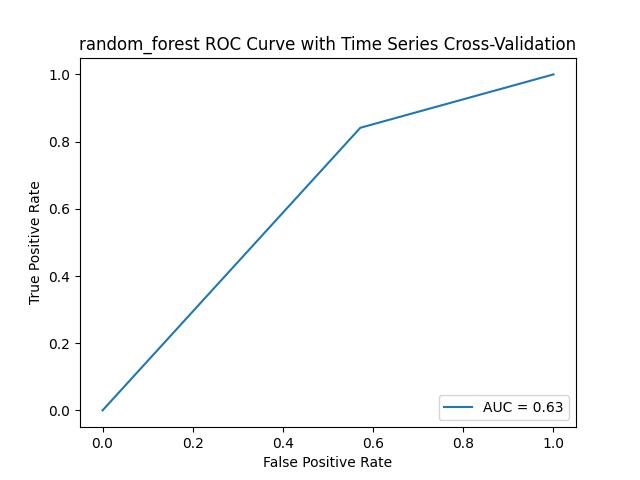 random_forest ROC Curve with Time Series Cross-Validation
True Positive Rate
1.0
0.8
0.6
0.4
0.2
0.0
AUC = 0.63
0.0 0.2 0.4 0.6 0.8 1.0
False Positive Rate